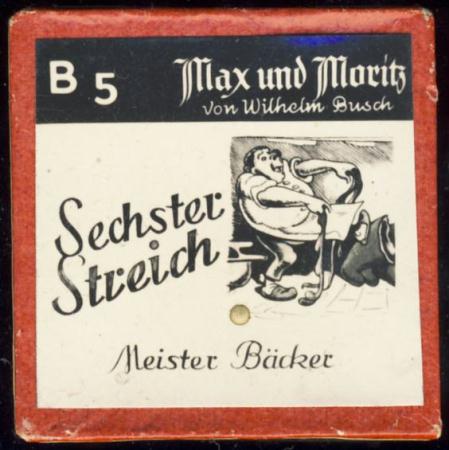 B 5
Max und Moritz
von Wilhelm Busch
Sechster
Streich
Meister Bäcker